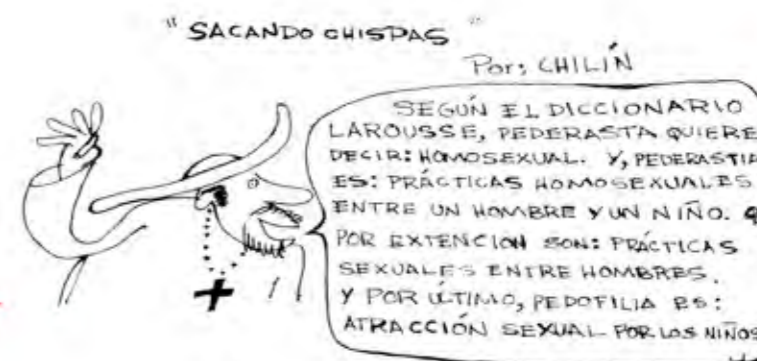 "SACANDO CHISPAS"
Por: CHILÍN
SEGÚN EL DICCIONARIO
LAROUSSE, PEDERASTA QUIERE
DECIR: HOMOSEXUAL. Y, PEDERASTIA
ES: PRÁCTICAS HOMOSEXUALES
ENTRE UN HOMBRE Y UN NIÑO.
POR EXTENCIÓN SON: PRÁCTICAS
SEXUALES ENTRE HOMBRES.
Y POR ÚLTIMO, PEDOFILIA ES:
ATRACCIÓN SEXUAL POR LOS NIÑOS